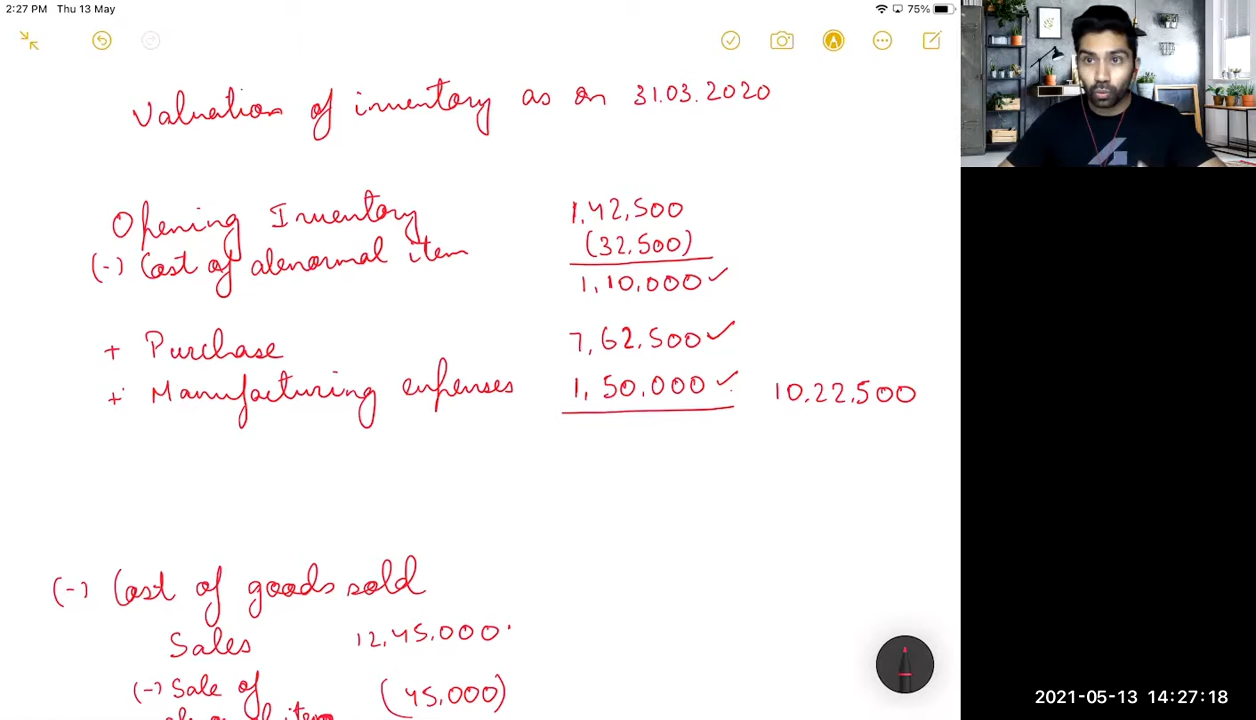 2:27 PM Thu 13 May
75%
Valuation of inventory as on 31.03.2020
Opening Inventory 1,42,500
(-) Cost of abnormal item (32,500)
1,10,000 ✓
+ Purchase 7,62,500 ✓
+ Manufacturing expenses 1,50,000 ✓ 10,22,500
(-) Cost of goods sold
Sales 12,45,000
(-) Sale of (45,000)
abnormal item
2021-05-13 14:27:18